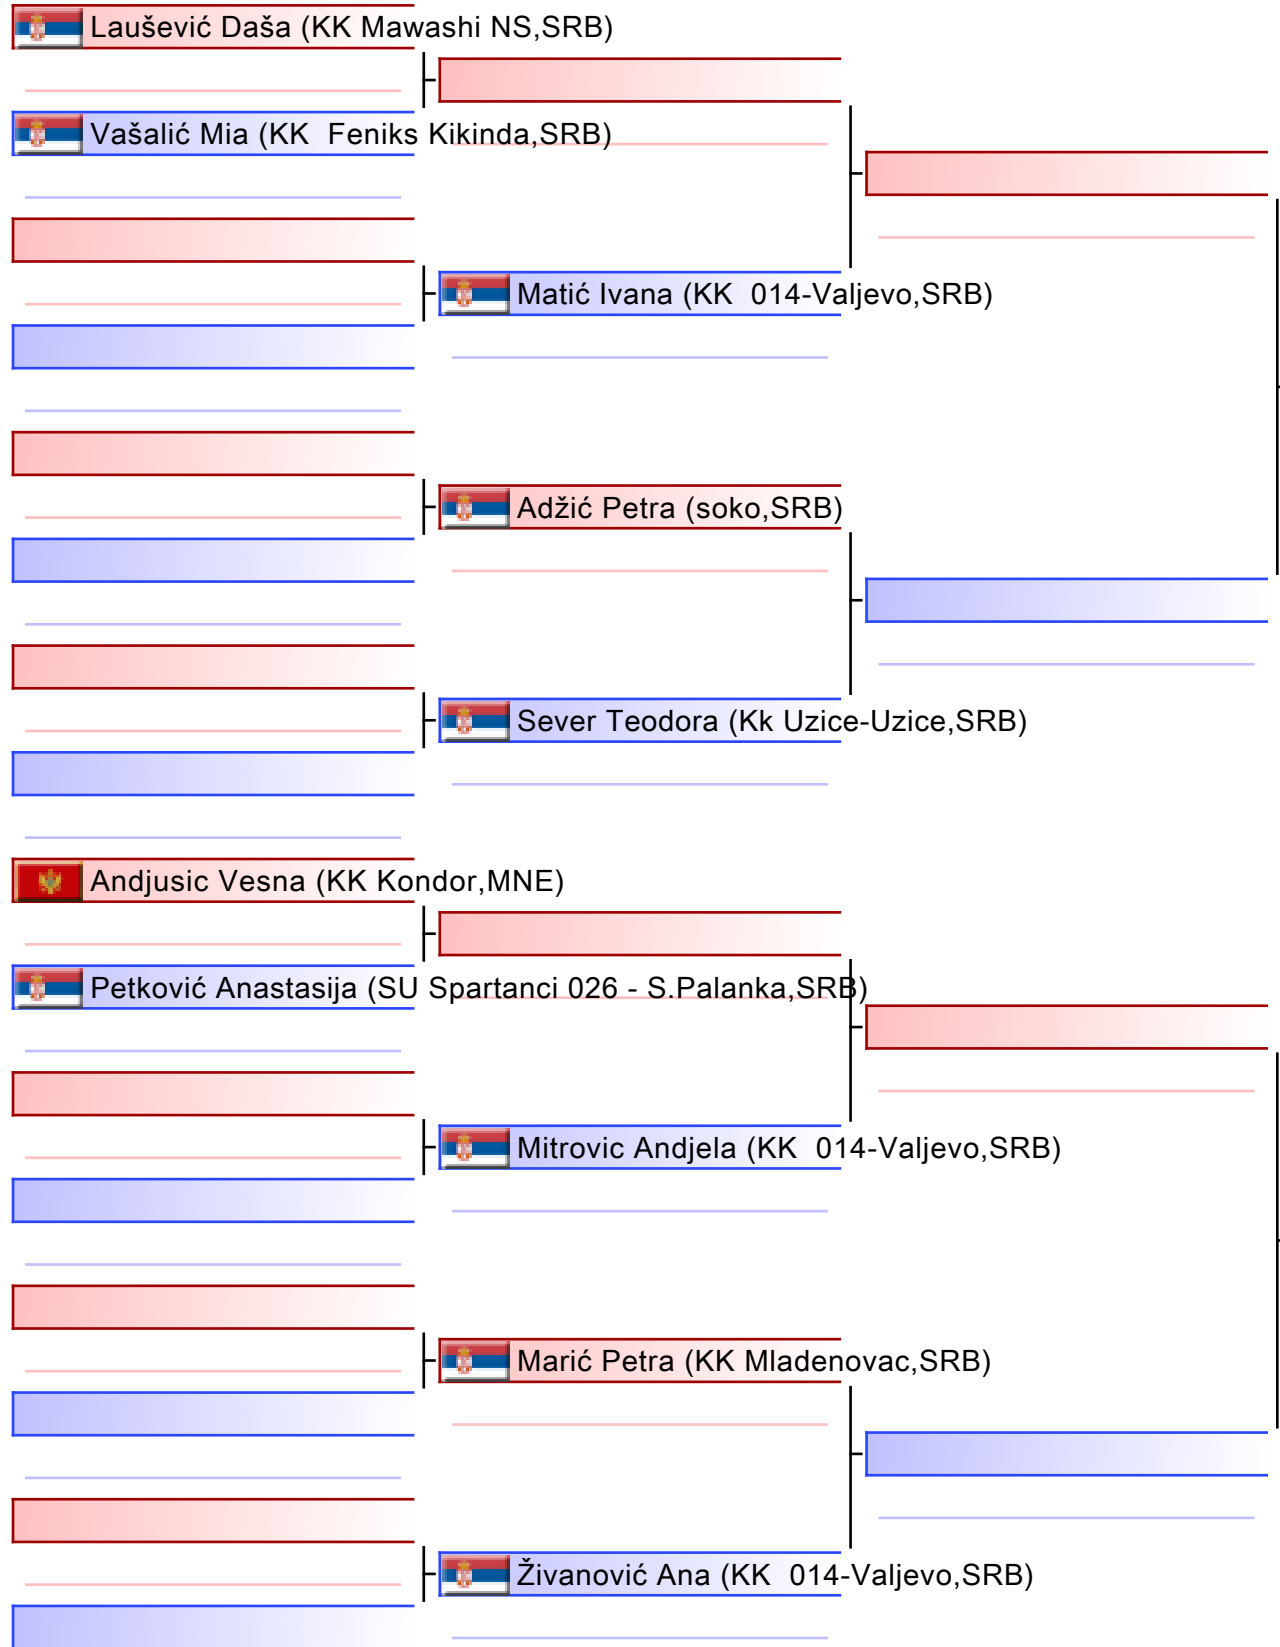 Laušević Daša (KK Mawashi NS,SRB)
Vašalić Mia (KK  Feniks Kikinda,SRB)
Matić Ivana (KK  014-Valjevo,SRB)
Adžić Petra (soko,SRB)
Sever Teodora (Kk Uzice-Uzice,SRB)
Andjusic Vesna (KK Kondor,MNE)
Petković Anastasija (SU Spartanci 026 - S.Palanka,SRB)
Mitrovic Andjela (KK  014-Valjevo,SRB)
Marić Petra (KK Mladenovac,SRB)
Živanović Ana (KK  014-Valjevo,SRB)